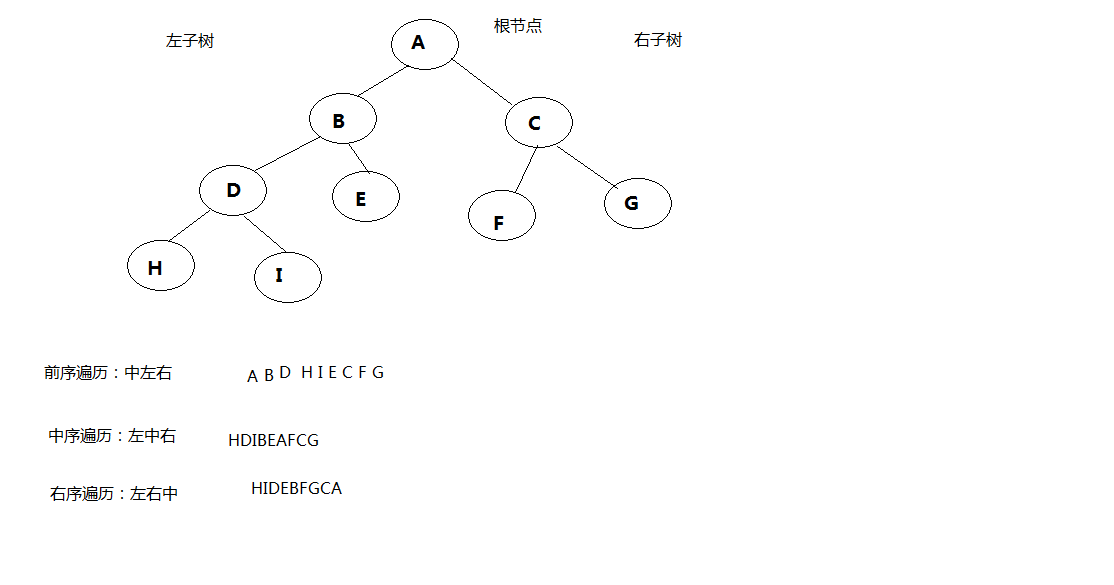 左子树 根节点 右子树
A
B C
D E F G
H I
前序遍历：中左右 A B D H I E C F G
中序遍历：左中右 HDIBEAFCG
右序遍历：左右中 HIDEBFGCA